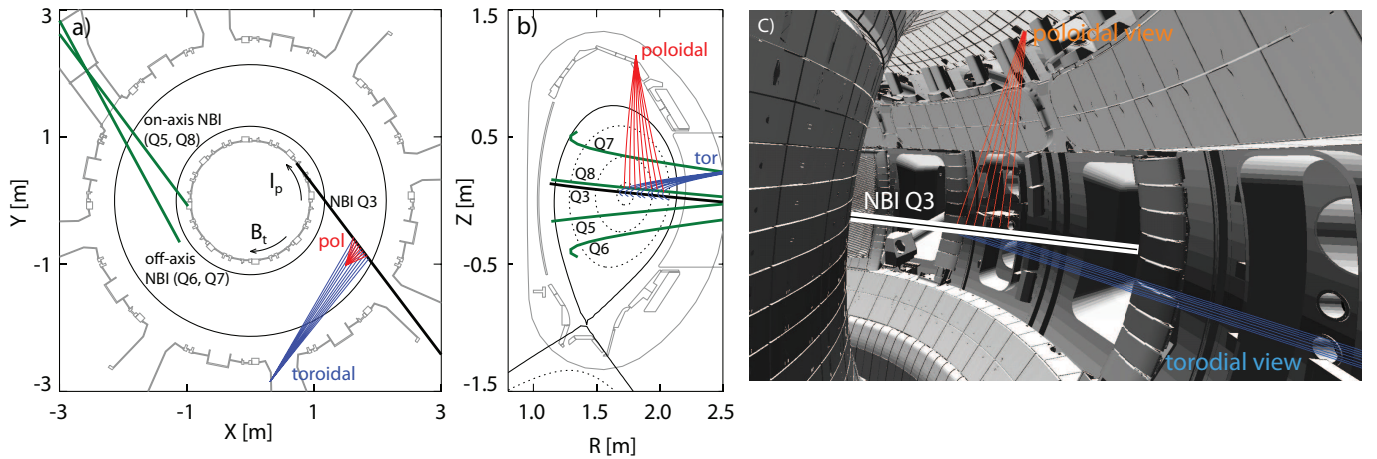 a)
3
1
-1
-3
Y [m]
-3
-1
1
3
X [m]
on-axis NBI
(Q5, Q8)
I_p
NBI Q3
B_t
pol
off-axis
NBI (Q6, Q7)
toroidal
b)
1.5
0.5
-0.5
-1.5
Z [m]
1.0
1.5
2.0
2.5
R [m]
poloidal
Q7
tor
Q8
Q3
Q5
Q6
C)
poloidal view
NBI Q3
torodial view